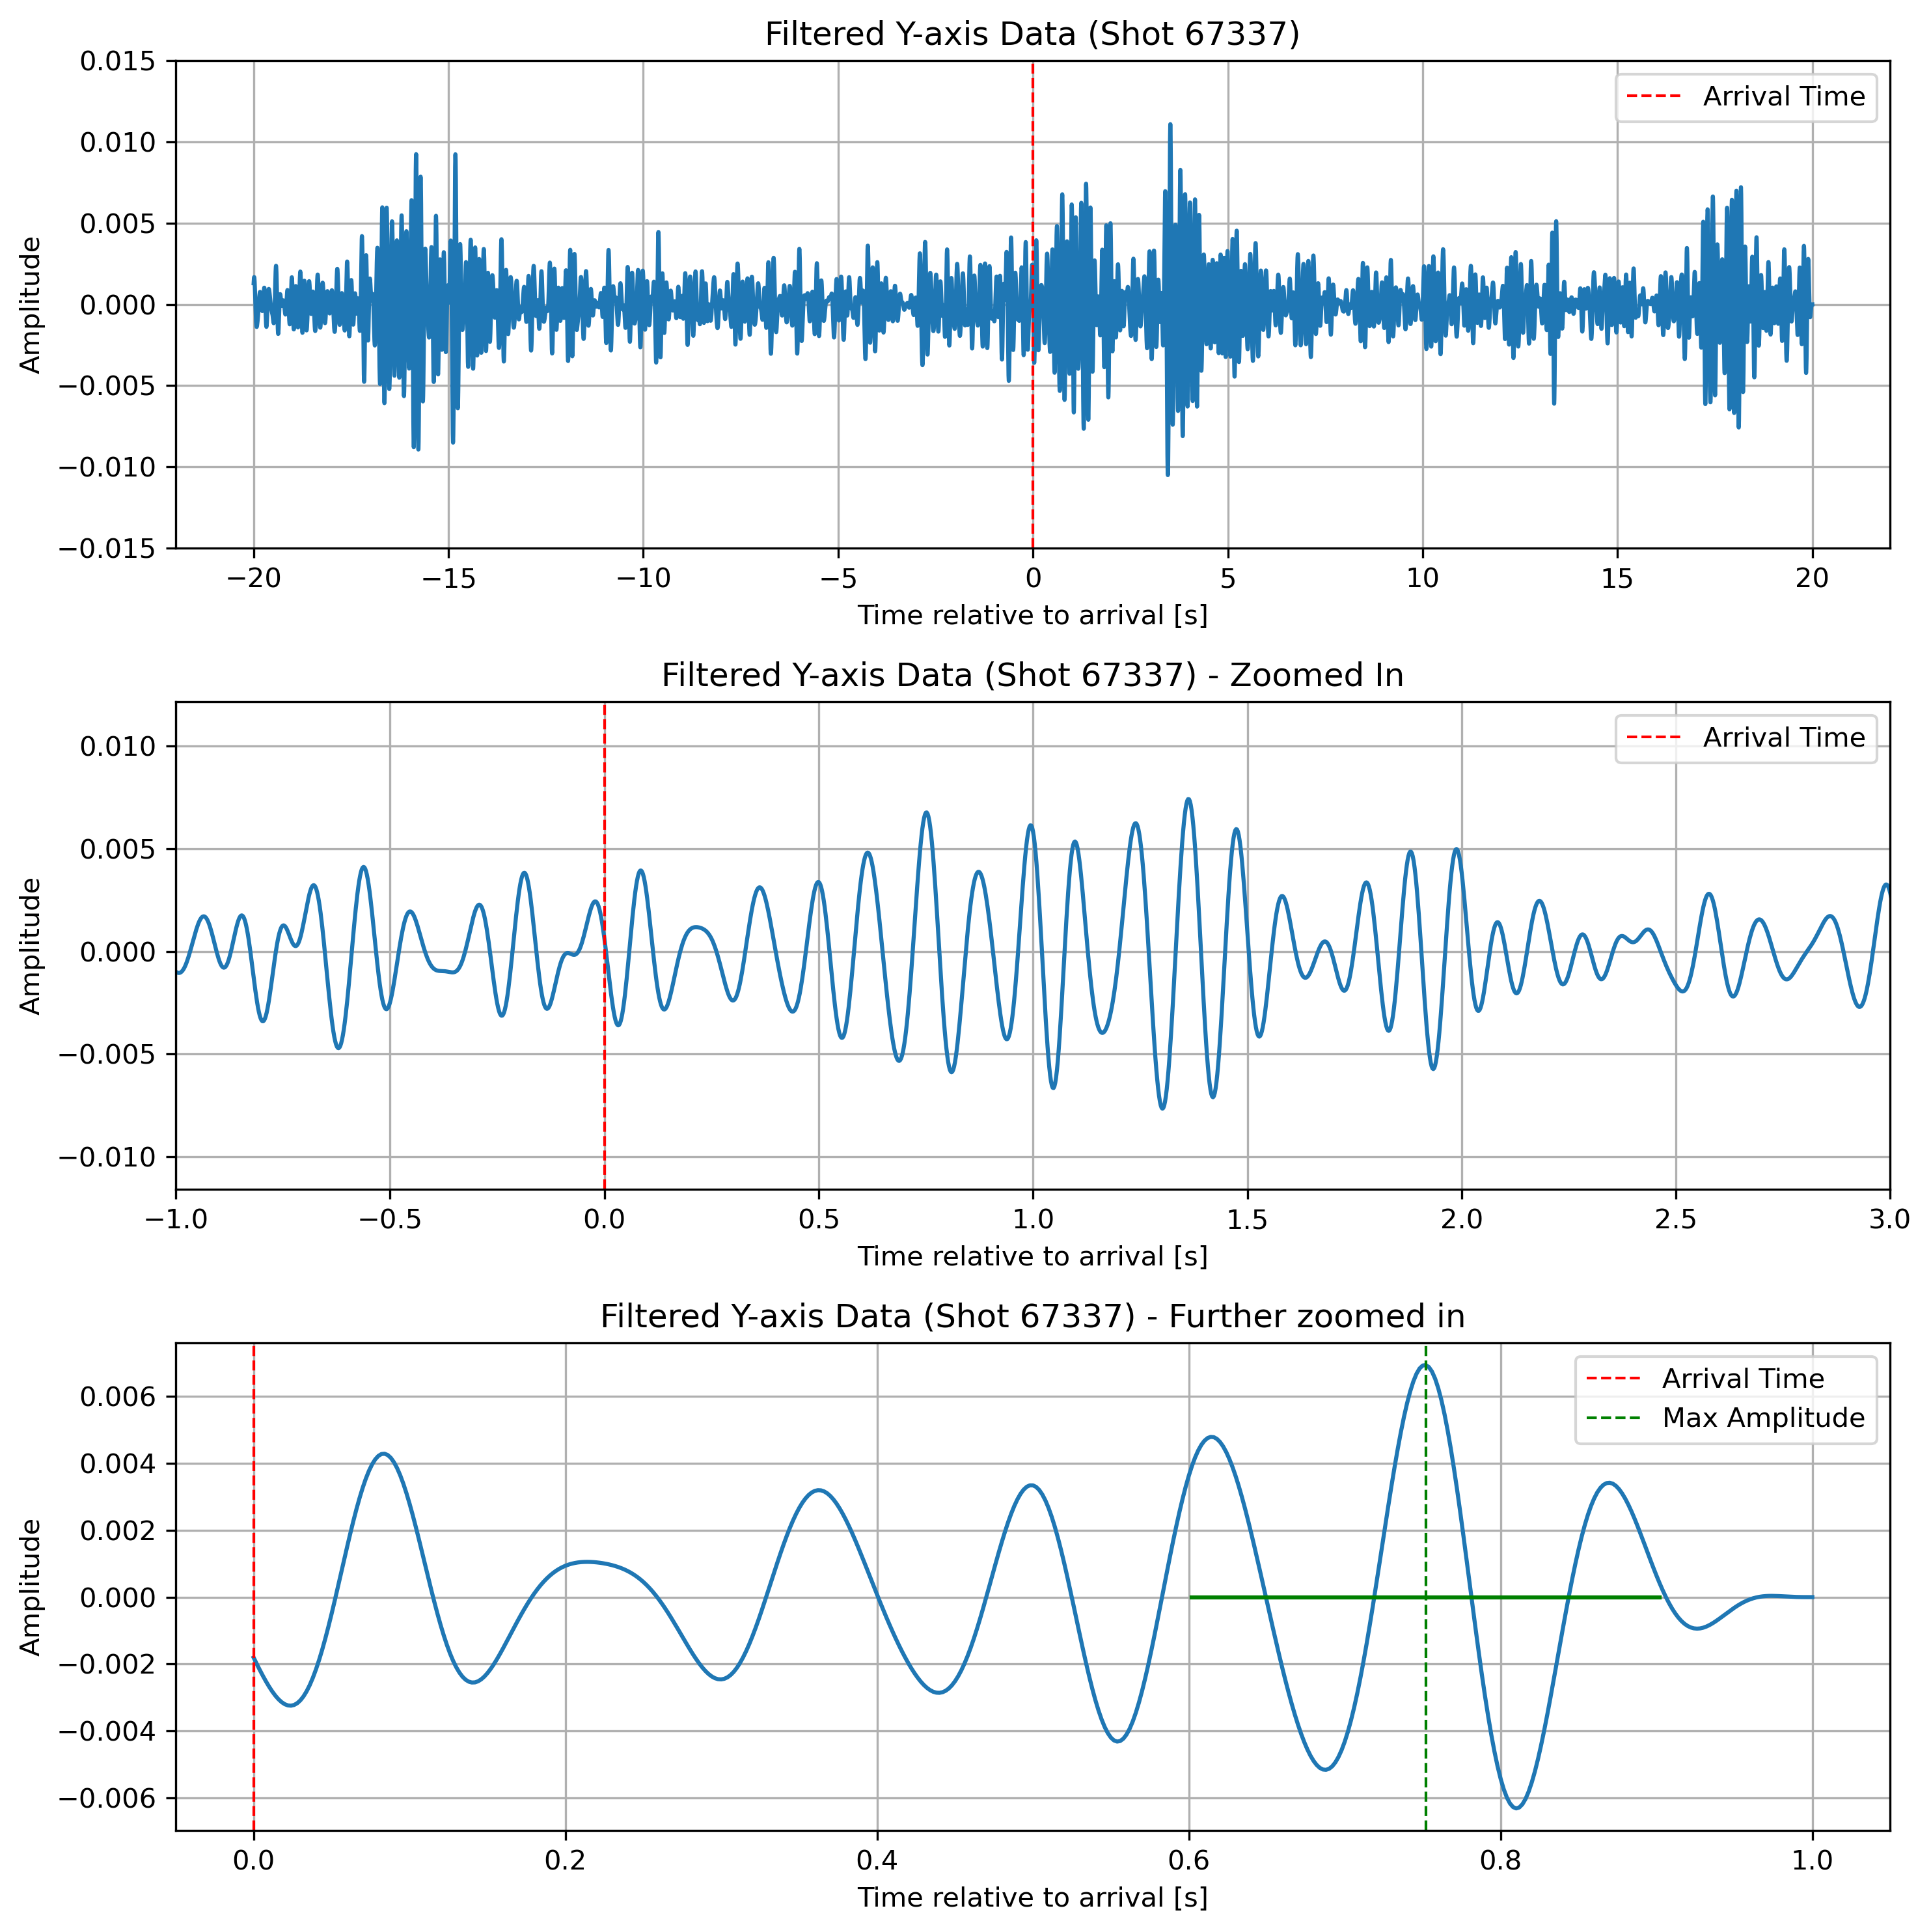 Filtered Y-axis Data (Shot 67337)
0.015
0.010
0.005
0.000
−0.005
−0.010
−0.015
Amplitude
Arrival Time
−20 −15 −10 −5 0 5 10 15 20
Time relative to arrival [s]
Filtered Y-axis Data (Shot 67337) - Zoomed In
0.010
0.005
0.000
−0.005
−0.010
Amplitude
Arrival Time
−1.0 −0.5 0.0 0.5 1.0 1.5 2.0 2.5 3.0
Time relative to arrival [s]
Filtered Y-axis Data (Shot 67337) - Further zoomed in
0.006
0.004
0.002
0.000
−0.002
−0.004
−0.006
Amplitude
Arrival Time
Max Amplitude
0.0 0.2 0.4 0.6 0.8 1.0
Time relative to arrival [s]